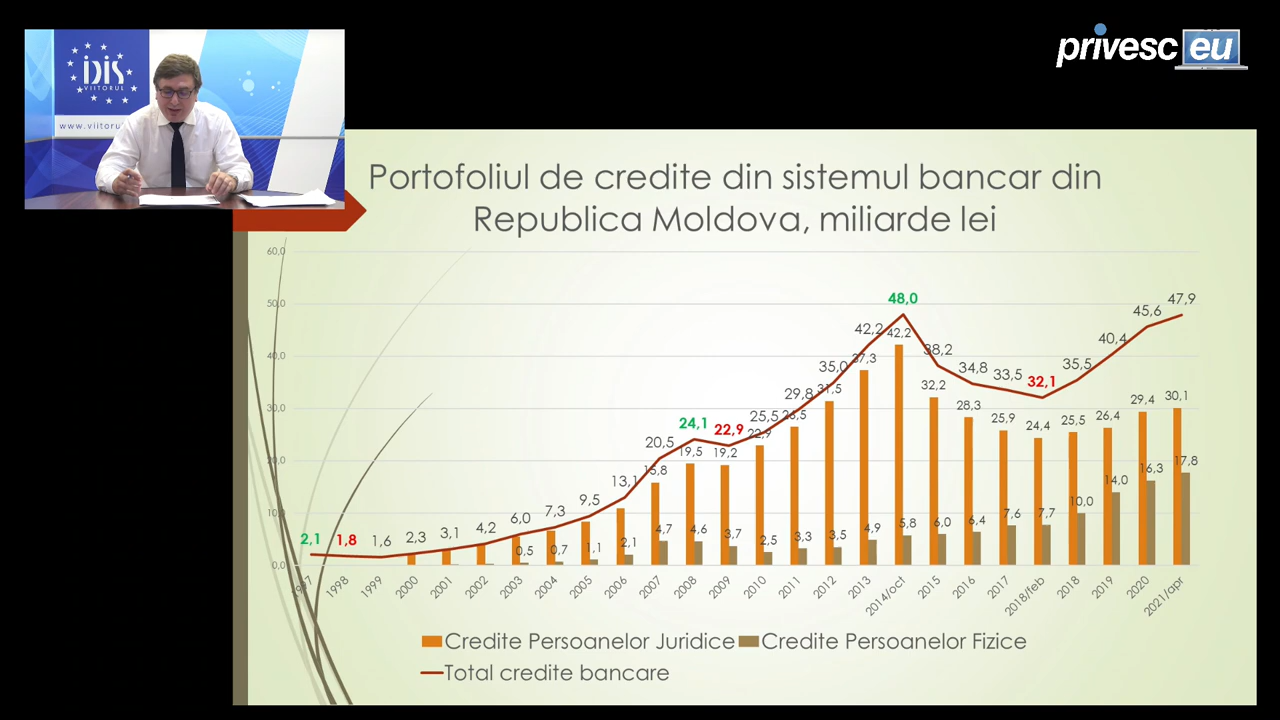 IDIS
VIITORUL
www.viitoru
privesc eu
Portofoliul de credite din sistemul bancar din
Republica Moldova, miliarde lei
60,0
50,0
40,0
30,0
20,0
10,0
0,0
2,1 1,8 1,6 2,3 3,1 4,2 6,0 7,3 9,5 13,1 20,5 24,1 22,9 25,5 29,8 35,0 42,2 48,0 38,2 34,8 33,5 32,1 35,5 40,4 45,6 47,9
15,8 19,5 19,2 22,9 26,5 31,5 37,3 42,2 32,2 28,3 25,9 24,4 25,5 26,4 29,4 30,1
0,5 0,7 1,1 2,1 4,7 4,6 3,7 2,5 3,3 3,5 4,9 5,8 6,0 6,4 7,6 7,7 10,0 14,0 16,3 17,8
1997 1998 1999 2000 2001 2002 2003 2004 2005 2006 2007 2008 2009 2010 2011 2012 2013 2014/oct 2015 2016 2017 2018/feb 2018 2019 2020 2021/apr
Credite Persoanelor Juridice Credite Persoanelor Fizice
Total credite bancare